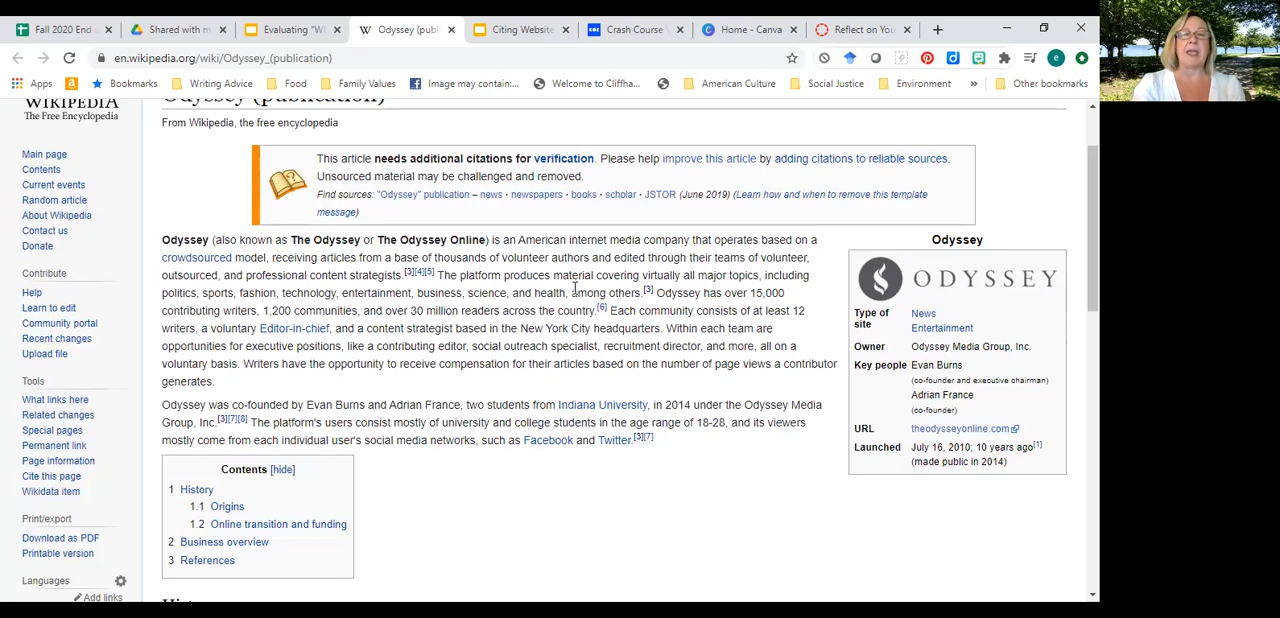 Fall 2020 End
Shared with m
Evaluating "W
Odyssey (publ
Citing Website
Crash Course
Home - Canva
Reflect on You
en.wikipedia.org/wiki/Odyssey_(publication)
Apps
Bookmarks
Writing Advice
Food
Family Values
Image may contain...
Welcome to Cliffha...
American Culture
Social Justice
Environment
»
Other bookmarks
WIKIPEDIA
The Free Encyclopedia
Main page
Contents
Current events
Random article
About Wikipedia
Contact us
Donate
Contribute
Help
Learn to edit
Community portal
Recent changes
Upload file
Tools
What links here
Related changes
Special pages
Permanent link
Page information
Cite this page
Wikidata item
Print/export
Download as PDF
Printable version
Languages
Add links
Odyssey (publication)
From Wikipedia, the free encyclopedia
This article needs additional citations for verification. Please help improve this article by adding citations to reliable sources.
Unsourced material may be challenged and removed.
Find sources: "Odyssey" publication – news · newspapers · books · scholar · JSTOR (June 2019) (Learn how and when to remove this template
message)
Odyssey (also known as The Odyssey or The Odyssey Online) is an American internet media company that operates based on a
crowdsourced model, receiving articles from a base of thousands of volunteer authors and edited through their teams of volunteer,
outsourced, and professional content strategists.[3][4][5] The platform produces material covering virtually all major topics, including
politics, sports, fashion, technology, entertainment, business, science, and health, among others.[3] Odyssey has over 15,000
contributing writers, 1,200 communities, and over 30 million readers across the country.[6] Each community consists of at least 12
writers, a voluntary Editor-in-chief, and a content strategist based in the New York City headquarters. Within each team are
opportunities for executive positions, like a contributing editor, social outreach specialist, recruitment director, and more, all on a
voluntary basis. Writers have the opportunity to receive compensation for their articles based on the number of page views a contributor
generates.
Odyssey was co-founded by Evan Burns and Adrian France, two students from Indiana University, in 2014 under the Odyssey Media
Group, Inc.[3][7][8] The platform's users consist mostly of university and college students in the age range of 18-28, and its viewers
mostly come from each individual user's social media networks, such as Facebook and Twitter.[3][7]
Contents [hide]
1 History
1.1 Origins
1.2 Online transition and funding
2 Business overview
3 References
Odyssey
ODYSSEY
Type of site News
Entertainment
Owner Odyssey Media Group, Inc.
Key people Evan Burns
(co-founder and executive chairman)
Adrian France
(co-founder)
URL theodysseyonline.com
Launched July 16, 2010; 10 years ago[1]
(made public in 2014)